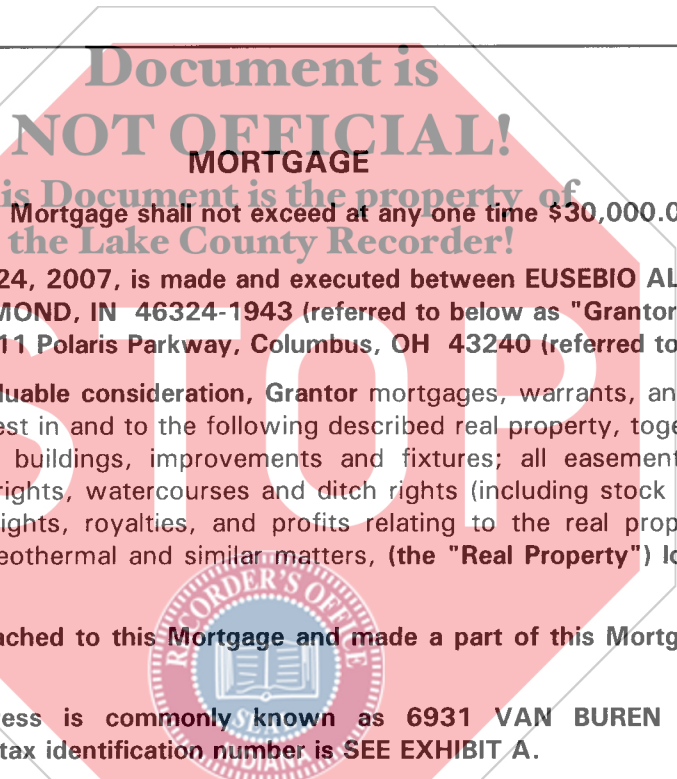 Document is
NOT OFFICIAL!
MORTGAGE
is Document is the property of
Mortgage shall not exceed at any one time $30,000.0
the Lake County Recorder!
24, 2007, is made and executed between EUSEBIO AL
MOND, IN 46324-1943 (referred to below as "Grantor
11 Polaris Parkway, Columbus, OH 43240 (referred to
STOP
luable consideration, Grantor mortgages, warrants, an
est in and to the following described real property, toge
buildings, improvements and fixtures; all easement
rights, watercourses and ditch rights (including stock
ights, royalties, and profits relating to the real prop
eothermal and similar matters, (the "Real Property") lo
RECORDER'S OFFICE
SEAL
INDIANA
ached to this Mortgage and made a part of this Mortg
ess is commonly known as 6931 VAN BUREN
tax identification number is SEE EXHIBIT A.